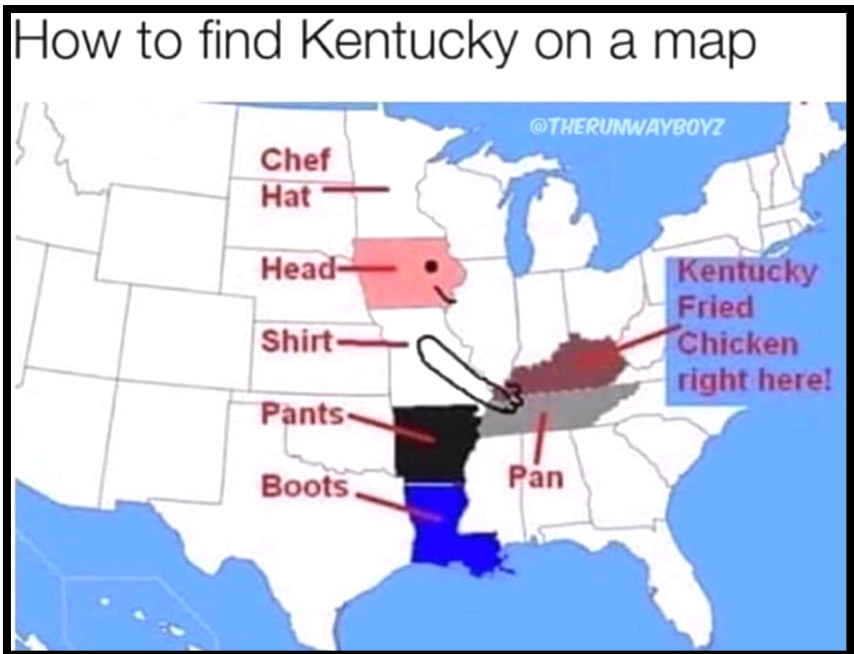 How to find Kentucky on a map
@THERUNWAYBOYZ
Chef
Hat
Head
Shirt
Pants
Boots
Pan
Kentucky
Fried
Chicken
right here!